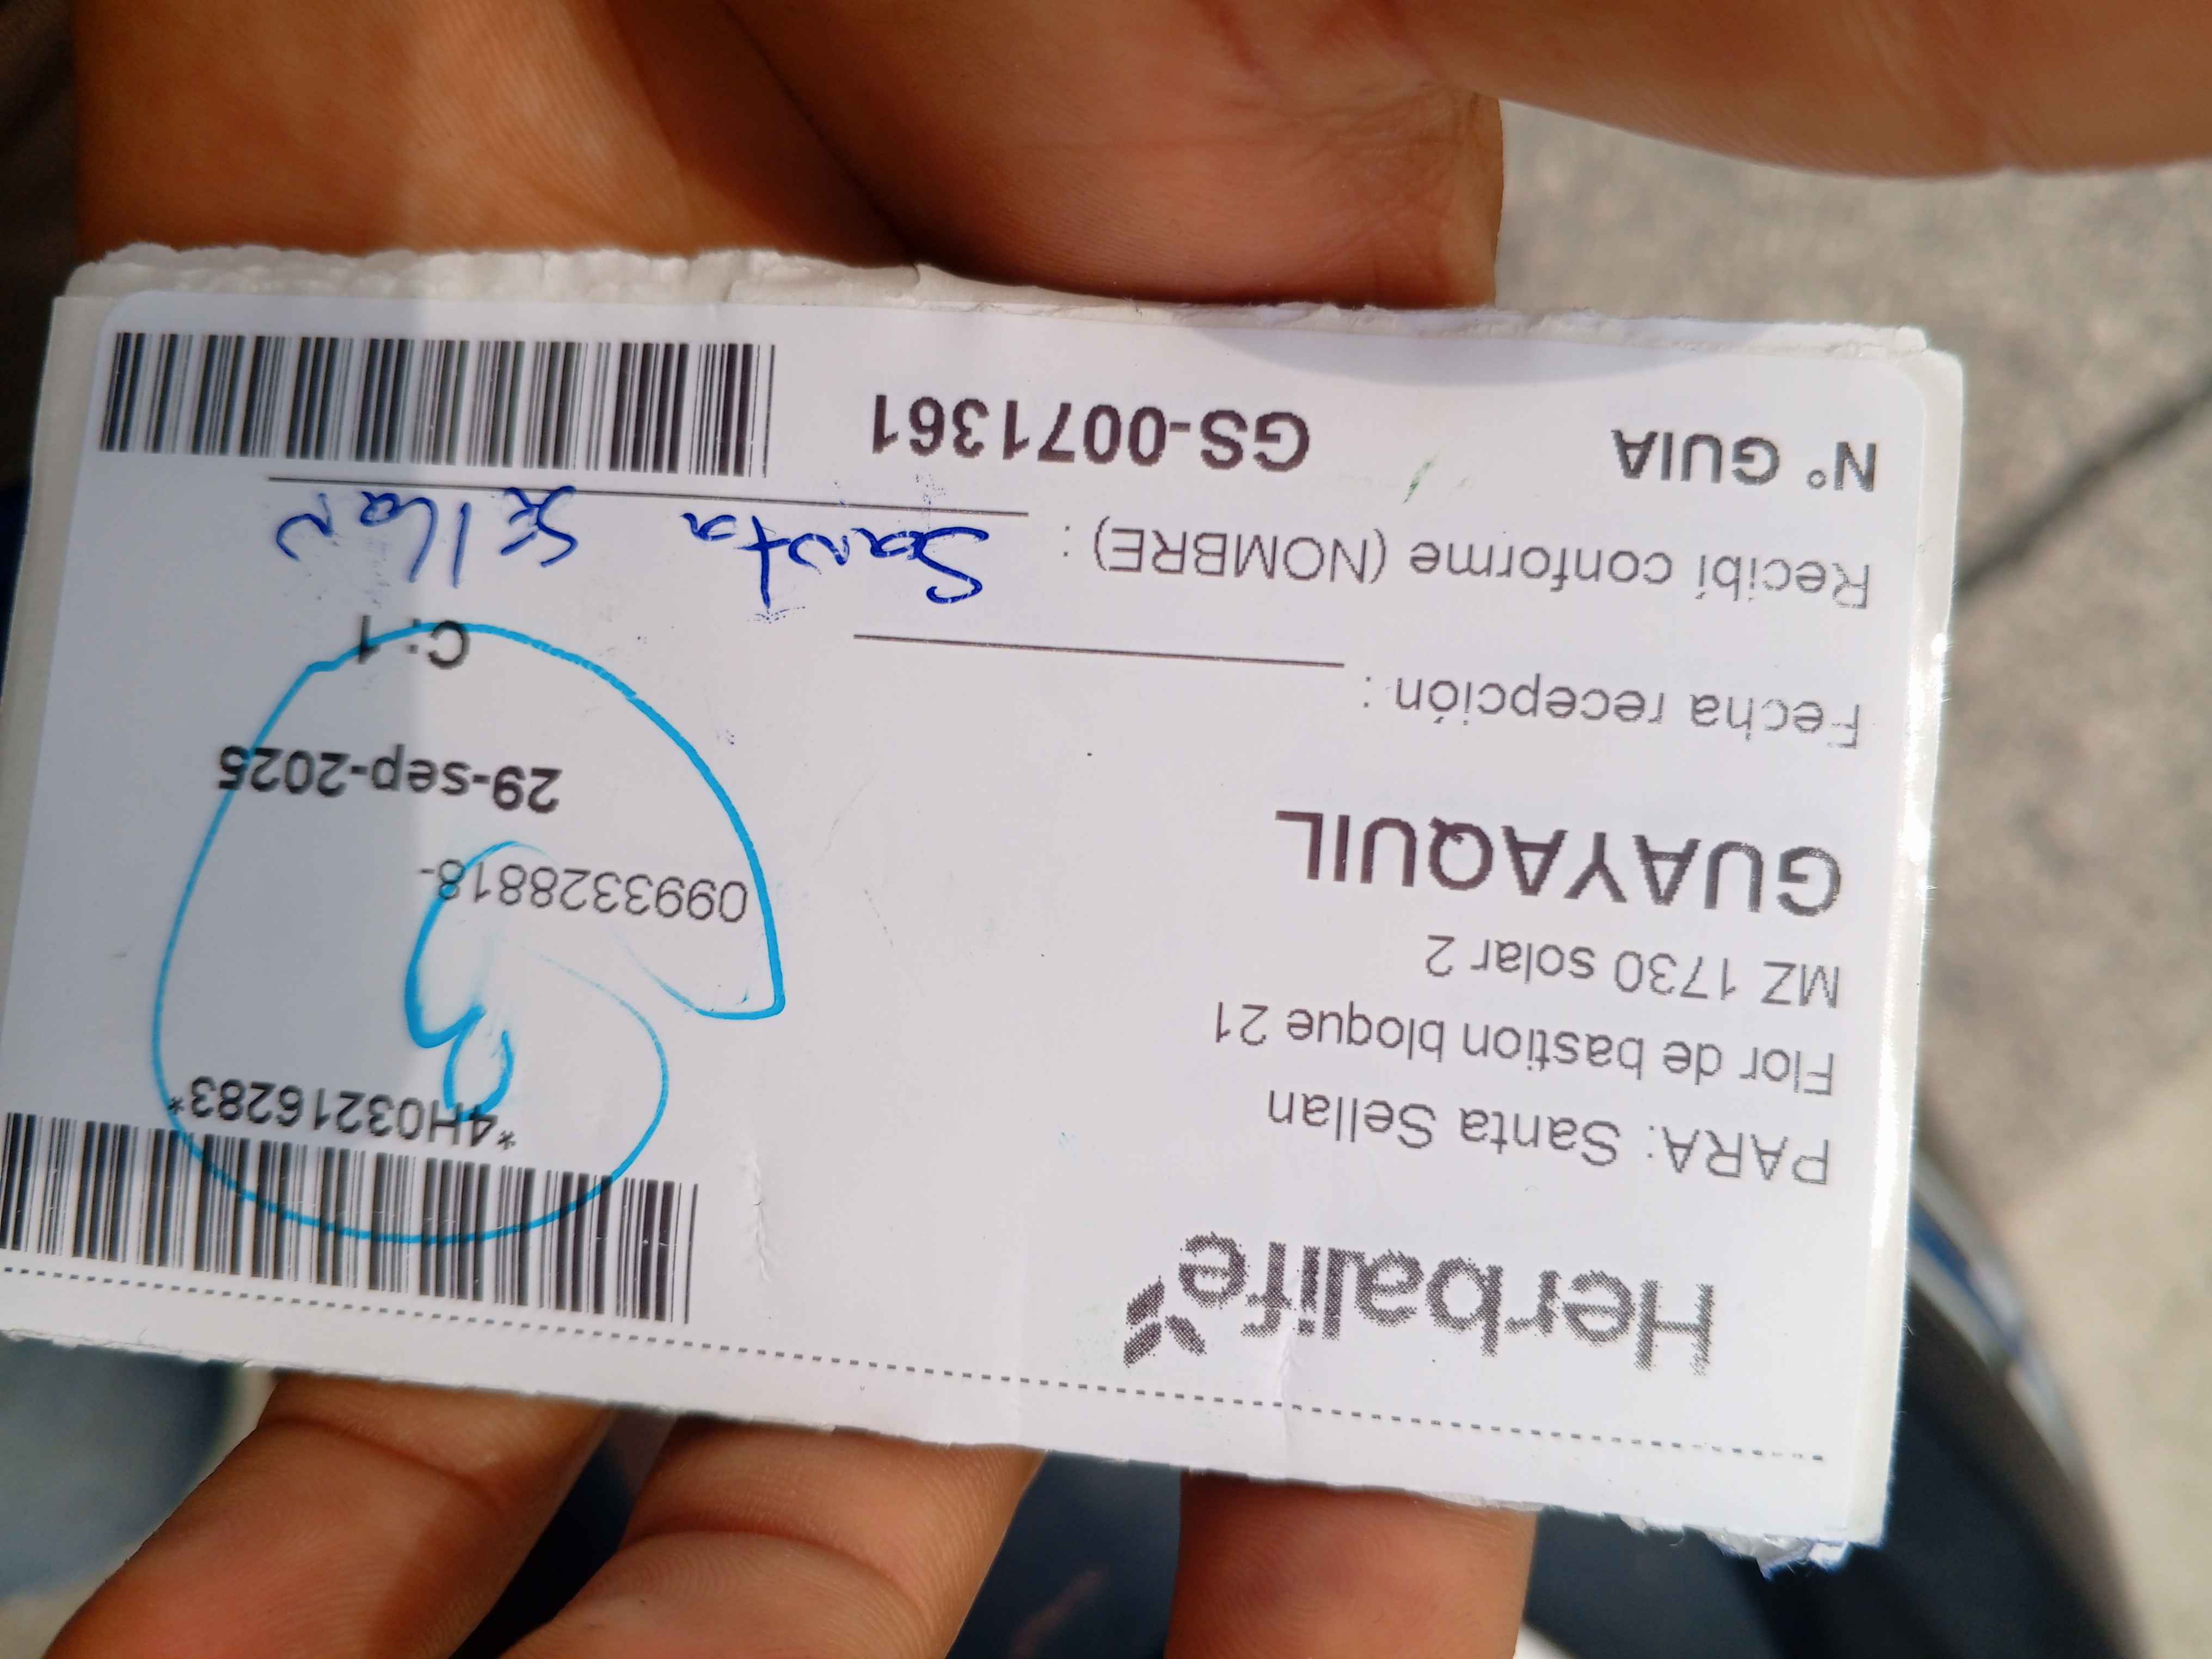 Herbalife
*4H03216283*
PARA: Santa Sellan
Flor de bastion bloque 21
MZ 1730 solar 2
0993328818-
GUAYAQUIL
29-sep-2025
Fecha recepción :
C: 1
Recibí conforme (NOMBRE) : Santa Sellan
N° GUIA GS-0071361